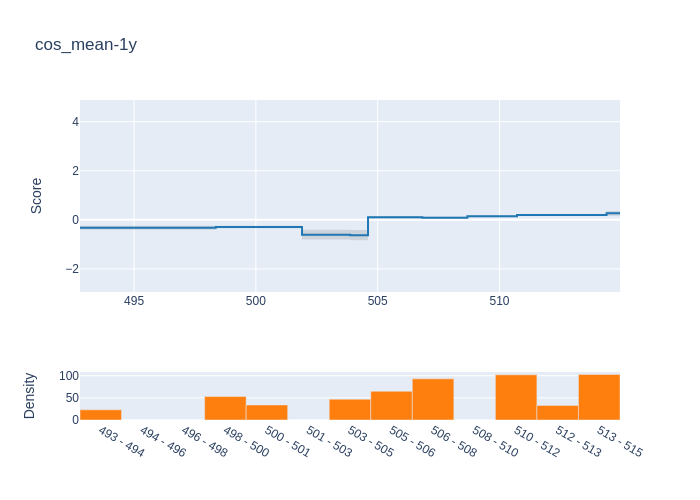 cos_mean-1y
Score
4
2
0
−2
495 500 505 510
Density
100
50
0
493 - 494
494 - 496
496 - 498
498 - 500
500 - 501
501 - 503
503 - 505
505 - 506
506 - 508
508 - 510
510 - 512
512 - 513
513 - 515